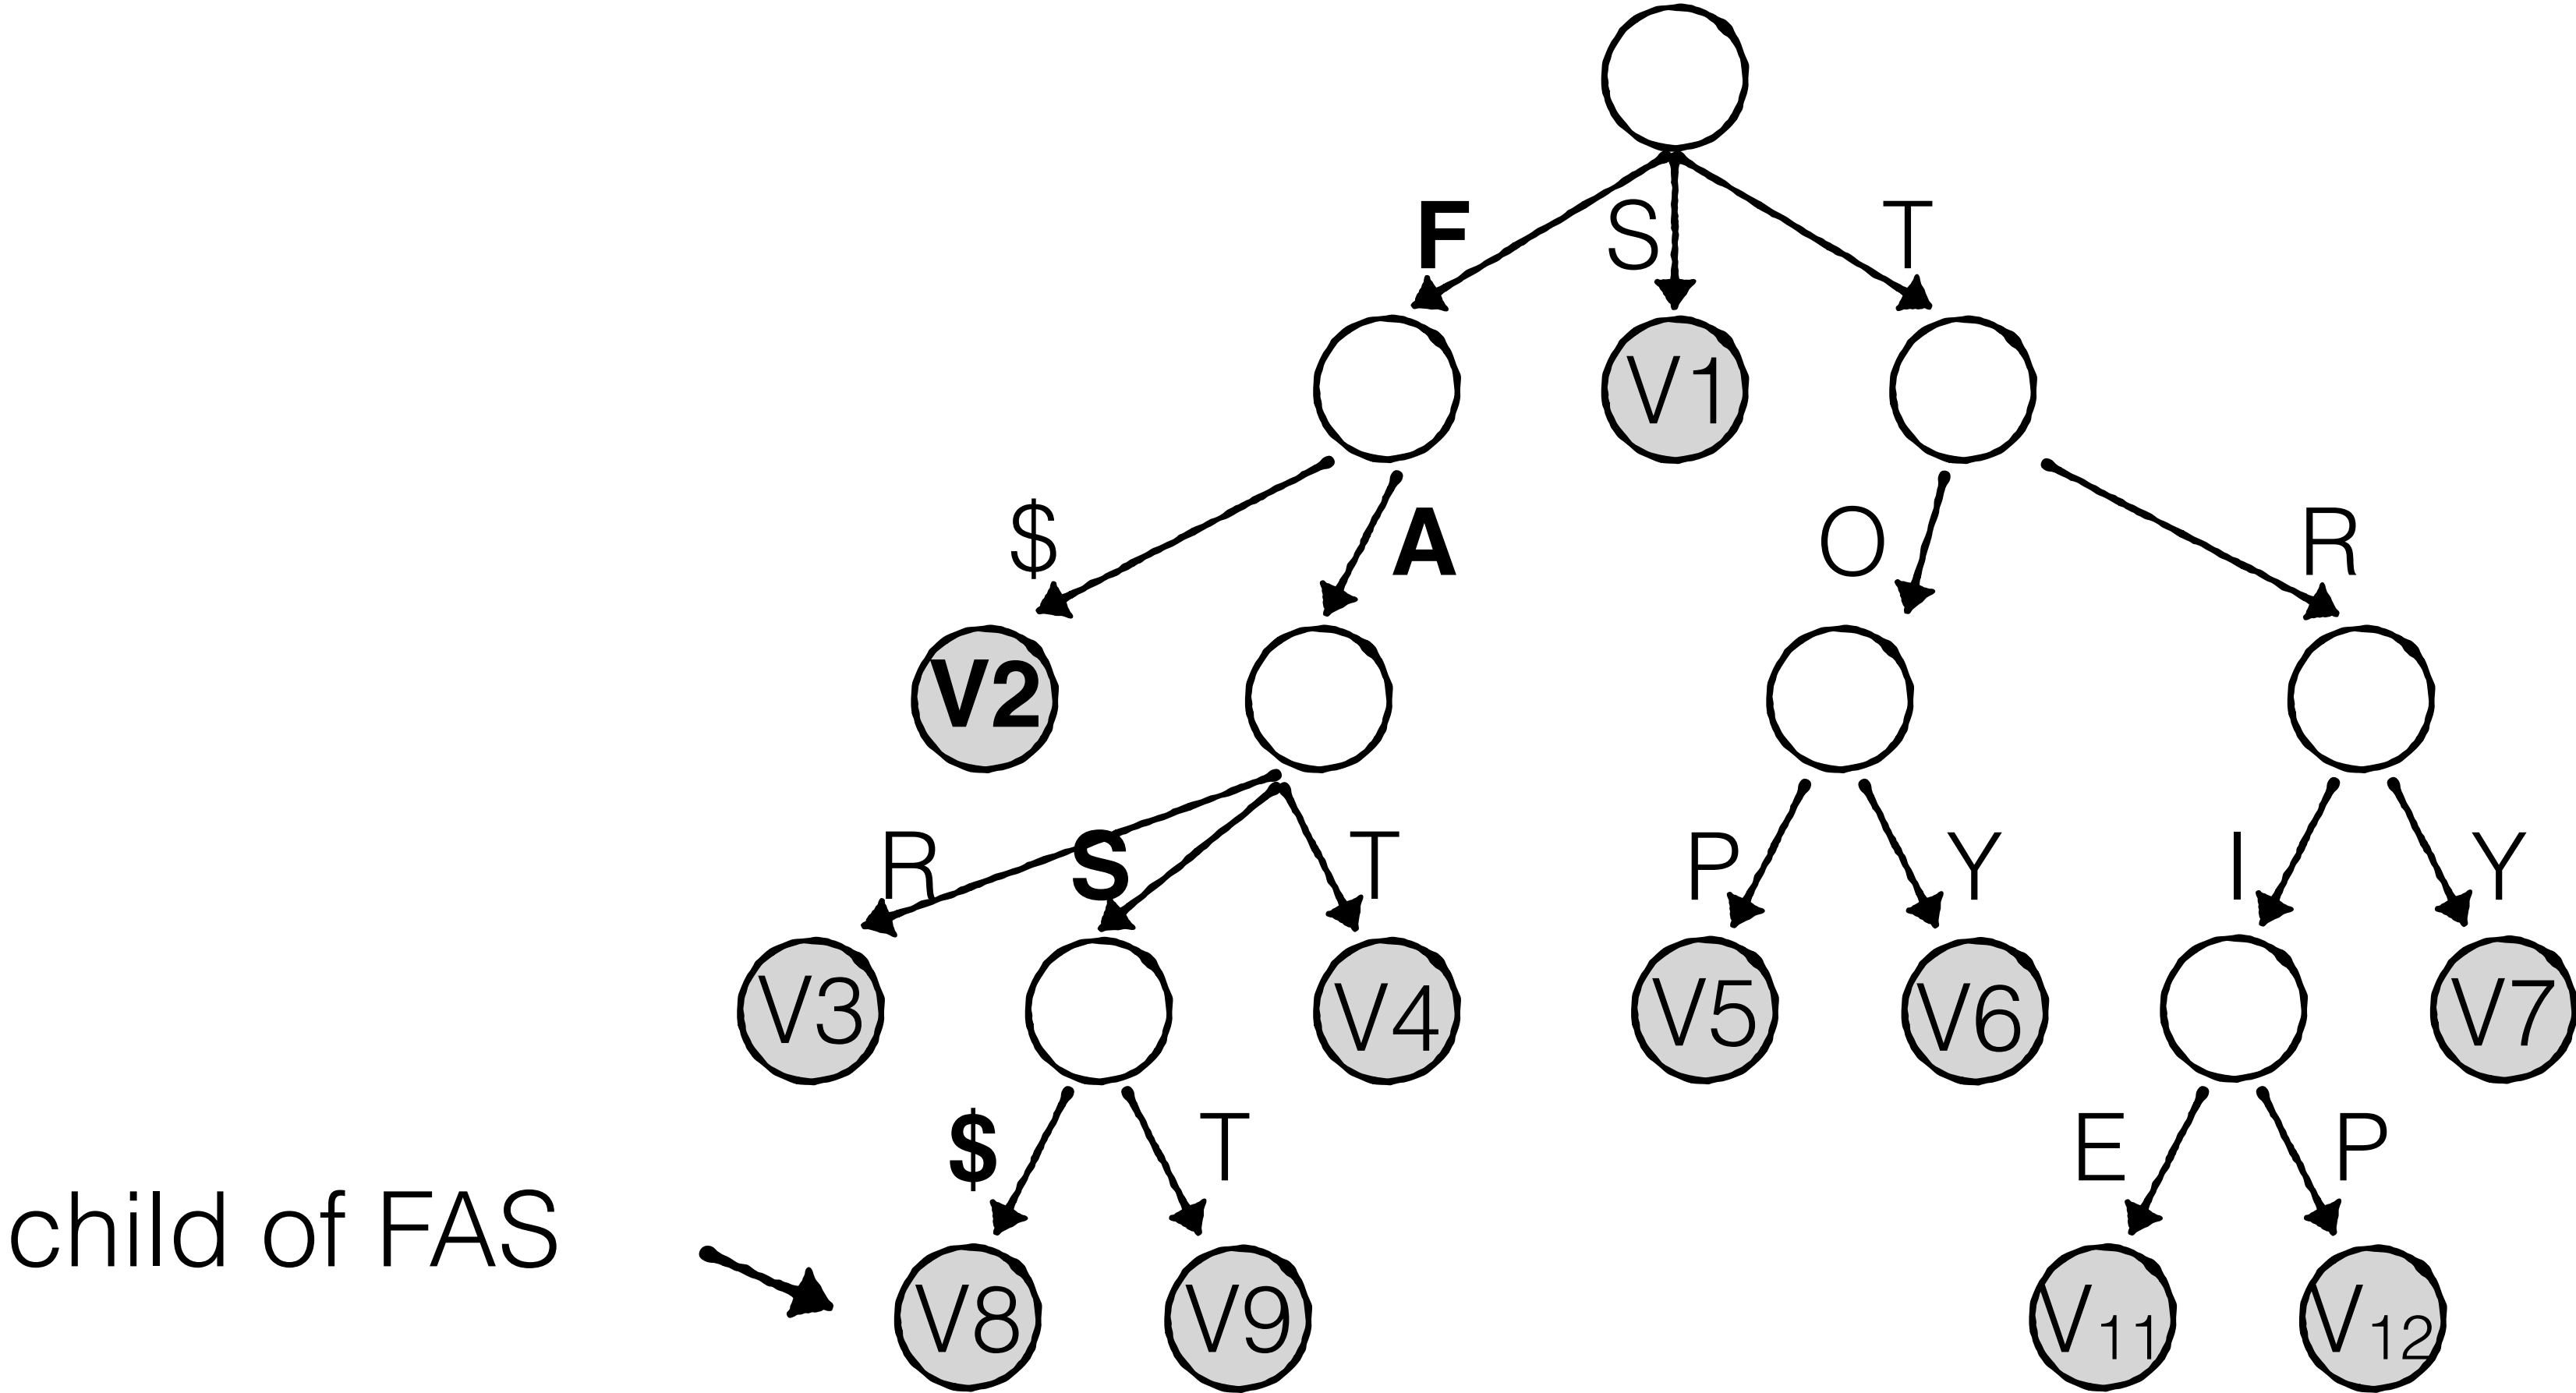 F S T
V1
$ A O R
V2
R S T P Y I Y
V3 V4 V5 V6 V7
$ T E P
child of FAS
V8 V9 V11 V12